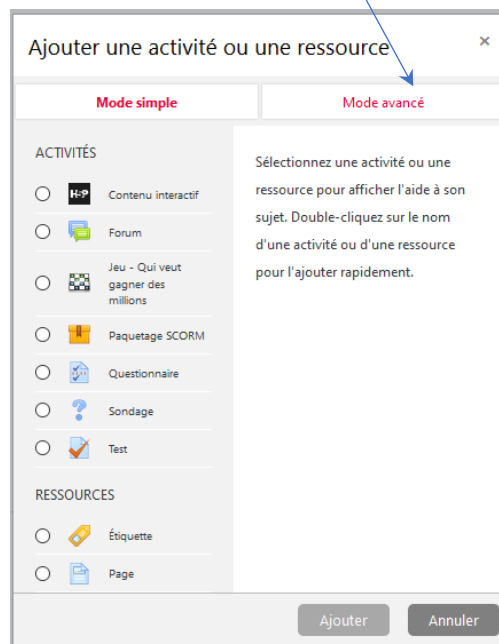 Ajouter une activité ou une ressource ×
Mode simple
Mode avancé
ACTIVITÉS
H5P Contenu interactif
Forum
Jeu - Qui veut
gagner des
millions
Paquetage SCORM
Questionnaire
Sondage
Test
RESSOURCES
Étiquette
Page
Sélectionnez une activité ou une
ressource pour afficher l'aide à son
sujet. Double-cliquez sur le nom
d'une activité ou d'une ressource
pour l'ajouter rapidement.
Ajouter
Annuler